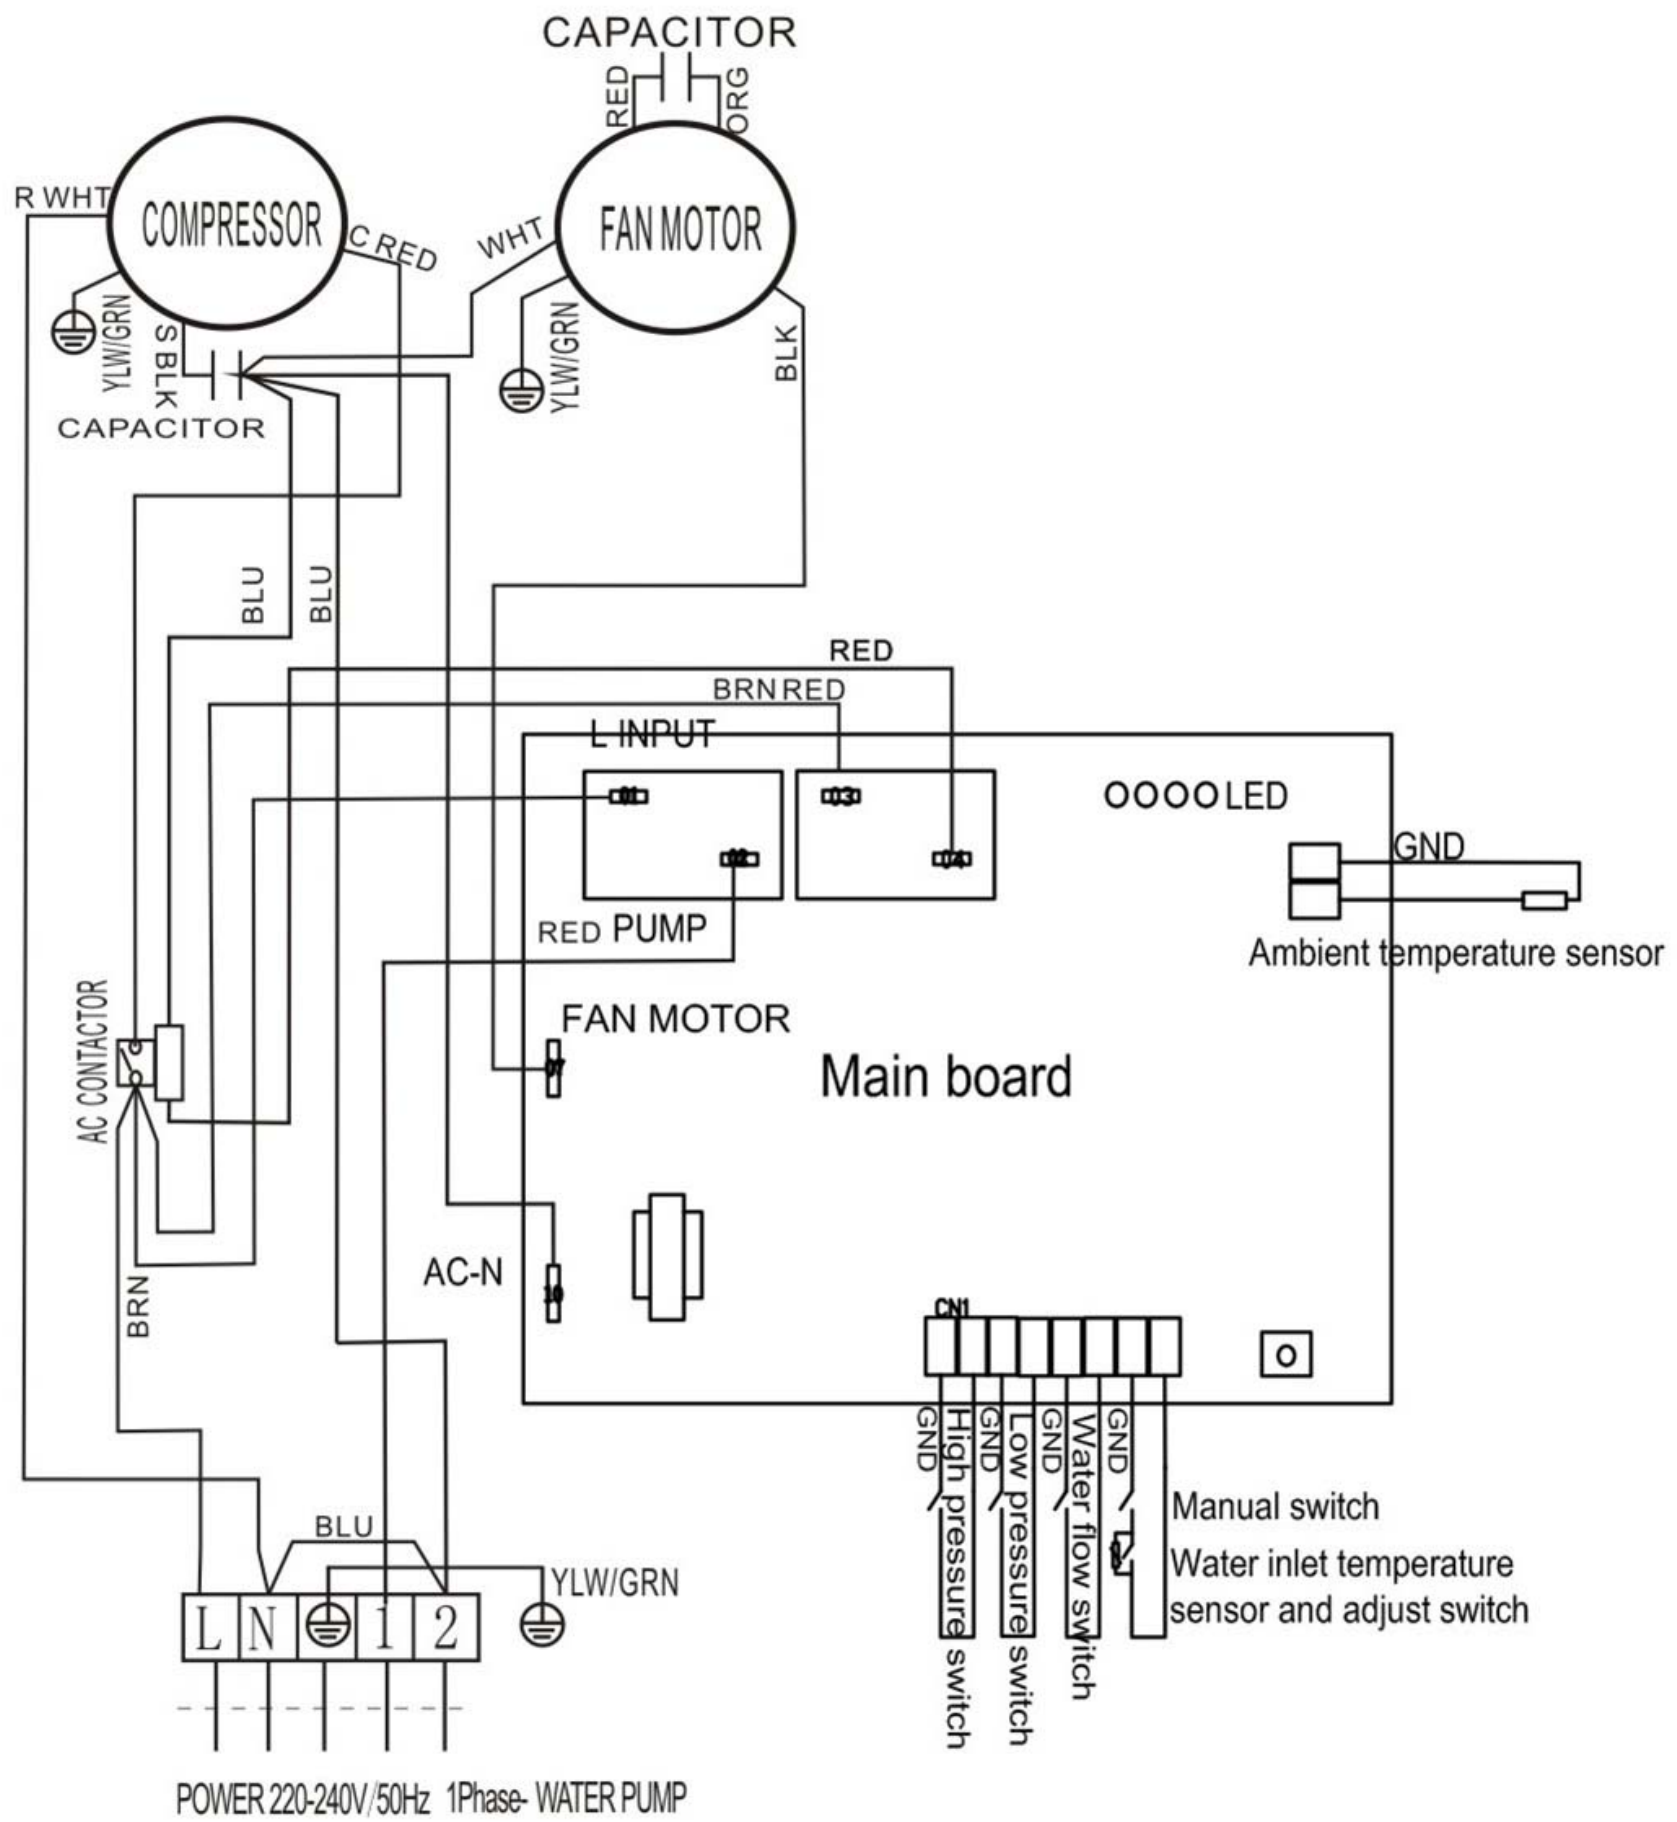 CAPACITOR
RED
ORG
R WHT
COMPRESSOR
C RED
WHT
FAN MOTOR
YLW/GRN
S BLK
CAPACITOR
YLW/GRN
BLK
BLU
BLU
RED
BRN RED
L INPUT
01
03
OOOO LED
02
04
GND
RED PUMP
Ambient temperature sensor
AC CONTACTOR
FAN MOTOR
07
Main board
AC-N
10
BRN
CN1
GND
High pressure switch
GND
Low pressure switch
GND
Water flow switch
GND
Manual switch
Water inlet temperature
sensor and adjust switch
BLU
YLW/GRN
L N 1 2
POWER 220-240V/50Hz 1Phase- WATER PUMP